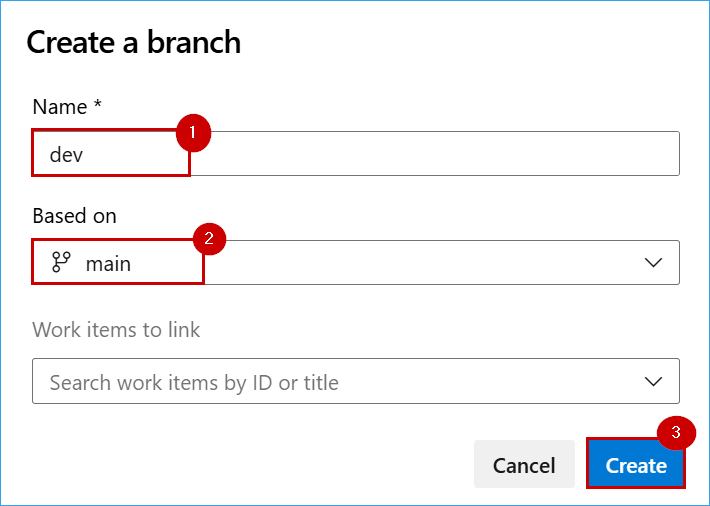 Create a branch
Name *
1
dev
Based on
2
main
Work items to link
Search work items by ID or title
3
Cancel
Create